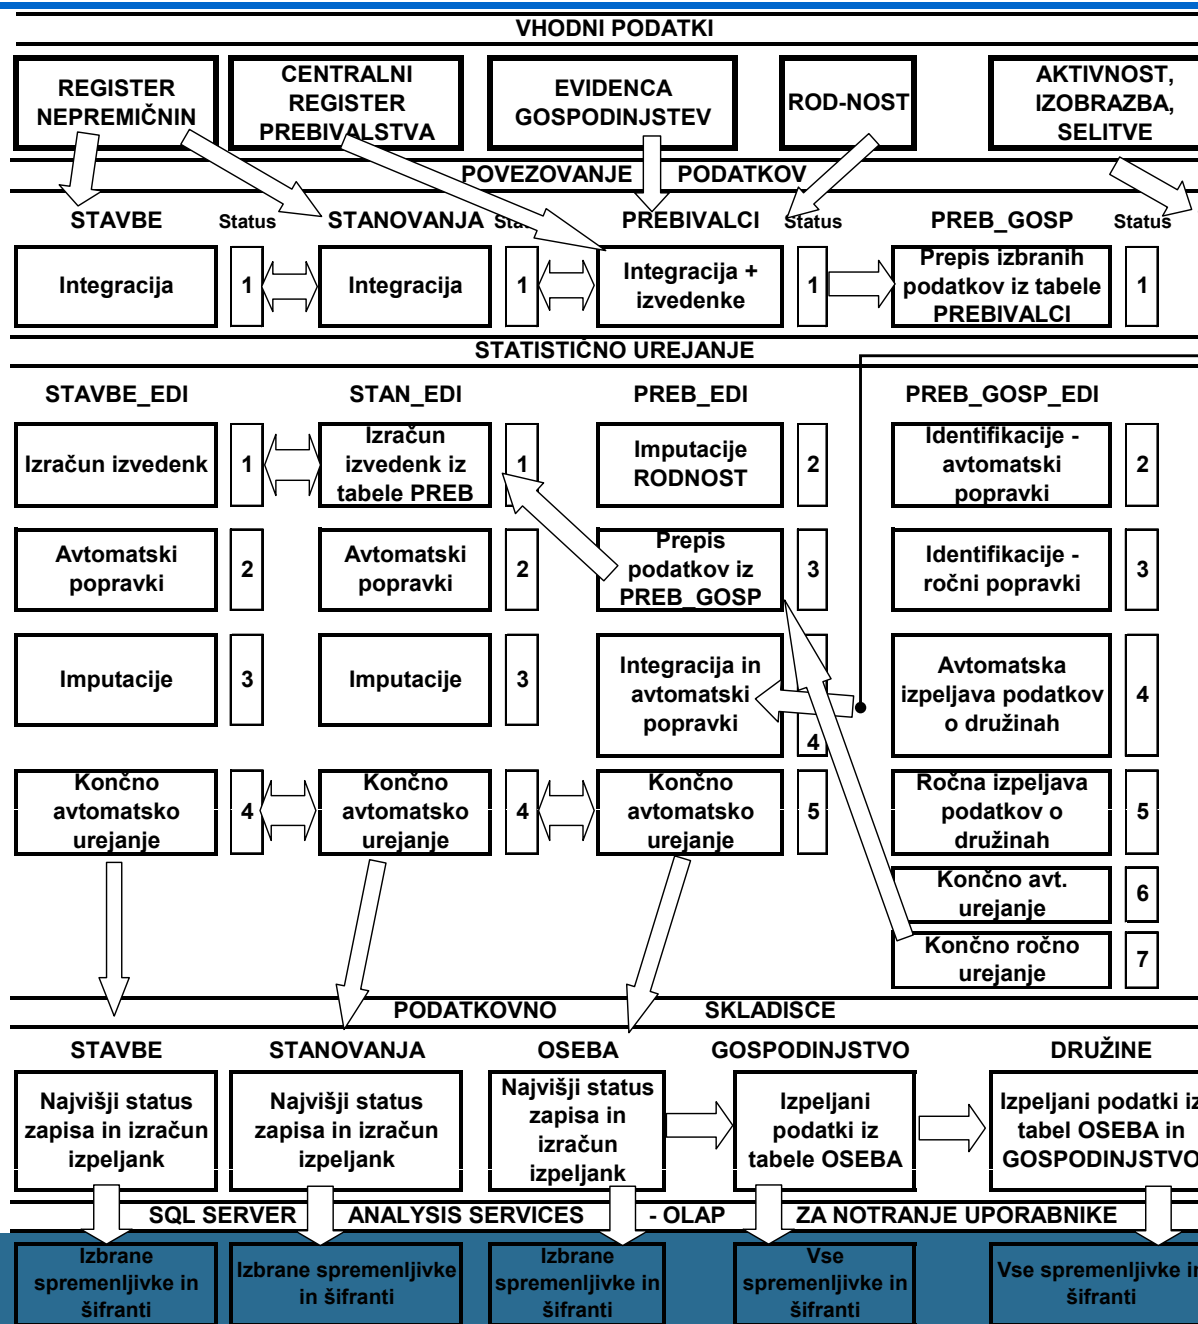 VHODNI PODATKI
REGISTER
NEPREMIČNIN
CENTRALNI
REGISTER
PREBIVALSTVA
EVIDENCA
GOSPODINJSTEV
ROD-NOST
AKTIVNOST,
IZOBRAZBA,
SELITVE
POVEZOVANJE PODATKOV
STAVBE Status STANOVANJA PREBIVALCI Status PREB_GOSP Status
Integracija
1
Integracija
1
Integracija +
izvedenke
1
Prepis izbranih
podatkov iz tabele
PREBIVALCI
1
STATISTIČNO UREJANJE
STAVBE_EDI STAN_EDI PREB_EDI PREB_GOSP_EDI
Izračun izvedenk
1
Izračun
izvedenk iz
tabele PREB
1
Imputacije
RODNOST
2
Identifikacije -
avtomatski
popravki
2
Avtomatski
popravki
2
Avtomatski
popravki
2
Prepis
podatkov iz
PREB_GOSP
3
Identifikacije -
ročni popravki
3
Imputacije
3
Imputacije
3
Integracija in
avtomatski
popravki
4
Avtomatska
izpeljava podatkov
o družinah
4
Končno
avtomatsko
urejanje
4
Končno
avtomatsko
urejanje
4
Končno
avtomatsko
urejanje
5
Ročna izpeljava
podatkov o
družinah
5
Končno avt.
urejanje
6
Končno ročno
urejanje
7
PODATKOVNO SKLADISCE
STAVBE STANOVANJA OSEBA GOSPODINJSTVO DRUŽINE
Najvišji status
zapisa in izračun
izpeljank
Najvišji status
zapisa in izračun
izpeljank
Najvišji status
zapisa in
izračun
izpeljank
Izpeljani
podatki iz
tabele OSEBA
Izpeljani podatki iz
tabel OSEBA in
GOSPODINJSTVO
SQL SERVER ANALYSIS SERVICES - OLAP ZA NOTRANJE UPORABNIKE
Izbrane
spremenljivke in
šifranti
Izbrane spremenljivke
in šifranti
Izbrane
spremenljivke in
šifranti
Vse
spremenljivke in
šifranti
Vse spremenljivke in
šifranti